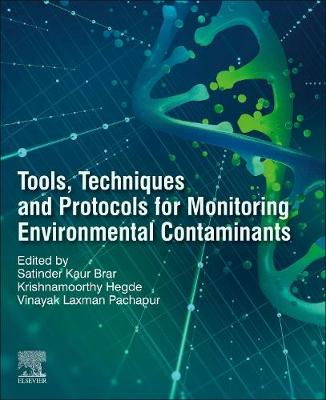 Tools, Techniques
and Protocols for Monitoring
Environmental Contaminants
Edited by
Satinder Kaur Brar
Krishnamoorthy Hegde
Vinayak Laxman Pachapur
ELSEVIER